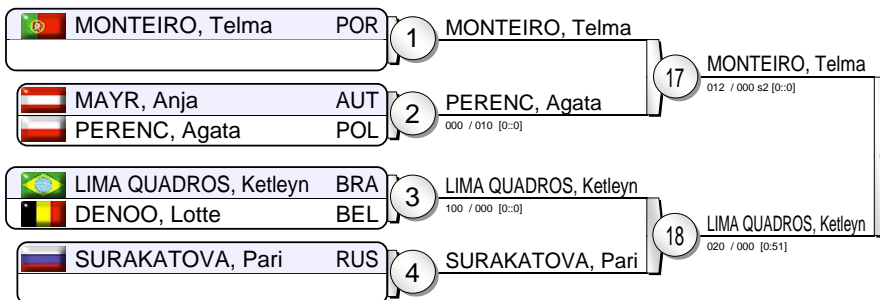 MONTEIRO, Telma POR
1
MONTEIRO, Telma
17
MONTEIRO, Telma
012 / 000 s2 [0::0]
MAYR, Anja AUT
PERENC, Agata POL
2
PERENC, Agata
000 / 010 [0::0]
LIMA QUADROS, Ketleyn BRA
DENOO, Lotte BEL
3
LIMA QUADROS, Ketleyn
100 / 000 [0::0]
18
LIMA QUADROS, Ketleyn
020 / 000 [0:51]
SURAKATOVA, Pari RUS
4
SURAKATOVA, Pari